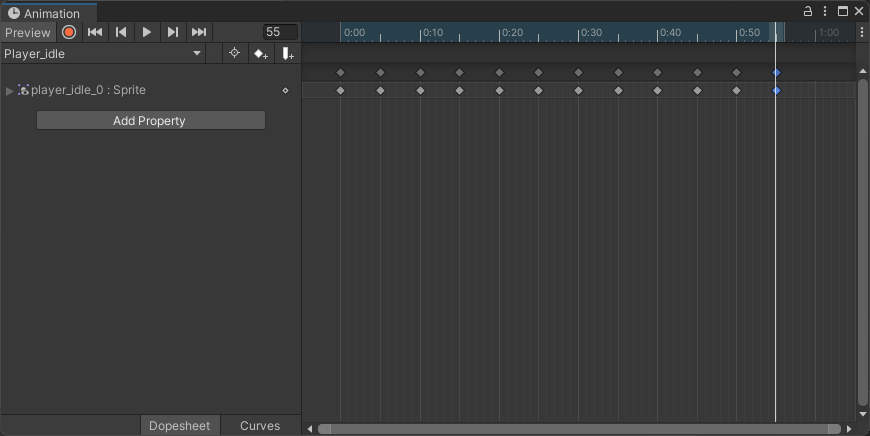 Animation
Preview 55 0:00 0:10 0:20 0:30 0:40 0:50 1:00
Player_idle
player_idle_0 : Sprite
Add Property
Dopesheet Curves